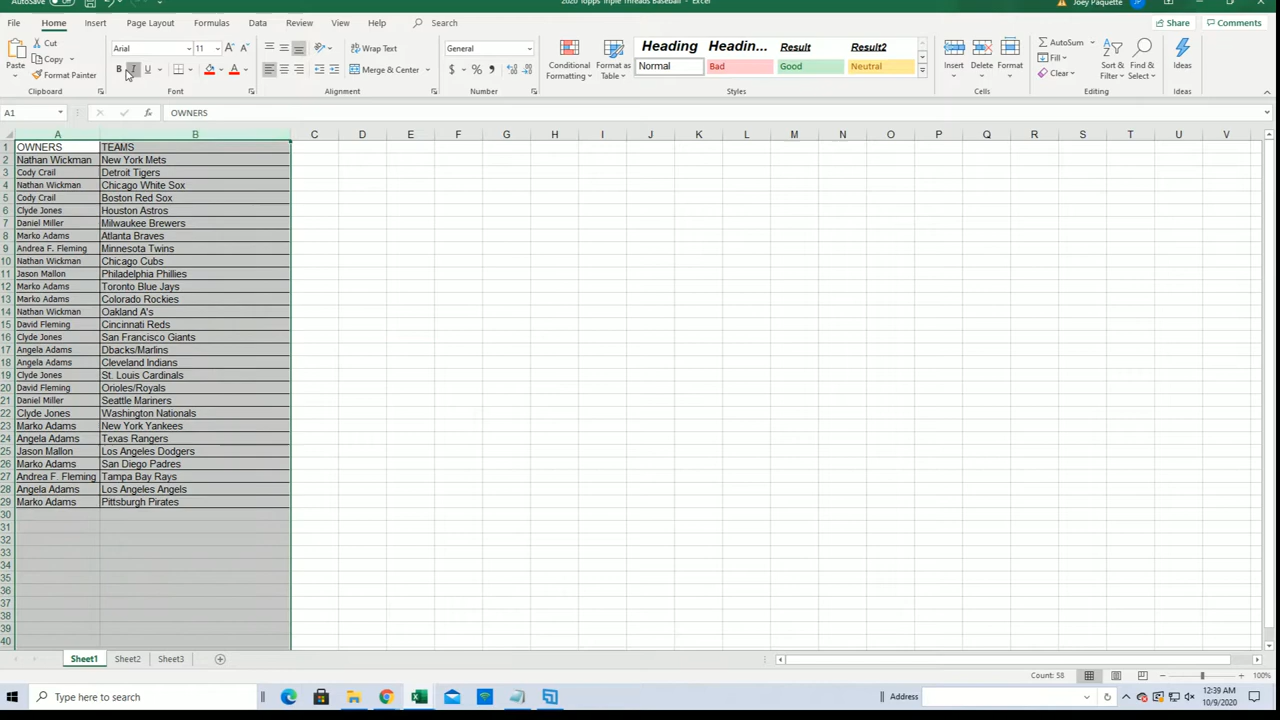 AutoSave 2020 Topps Triple Threads Baseball - Excel Joey Paquette
File Home Insert Page Layout Formulas Data Review View Help Search Share Comments
Cut
Copy
Format Painter
Paste
Clipboard
Arial 11
B I U
Font
Wrap Text
Merge & Center
Alignment
General
$ % ,
Number
Conditional Formatting
Format as Table
Heading Headin... Result Result2
Normal Bad Good Neutral
Styles
Insert Delete Format
Cells
AutoSum
Fill
Clear
Sort & Filter
Find & Select
Editing
Ideas
Ideas
A1 fx OWNERS
A B C D E F G H I J K L M N O P Q R S T U V
1 OWNERS TEAMS
2 Nathan Wickman New York Mets
3 Cody Crail Detroit Tigers
4 Nathan Wickman Chicago White Sox
5 Cody Crail Boston Red Sox
6 Clyde Jones Houston Astros
7 Daniel Miller Milwaukee Brewers
8 Marko Adams Atlanta Braves
9 Andrea F. Fleming Minnesota Twins
10 Nathan Wickman Chicago Cubs
11 Jason Mallon Philadelphia Phillies
12 Marko Adams Toronto Blue Jays
13 Marko Adams Colorado Rockies
14 Nathan Wickman Oakland A's
15 David Fleming Cincinnati Reds
16 Clyde Jones San Francisco Giants
17 Angela Adams Dbacks/Marlins
18 Angela Adams Cleveland Indians
19 Clyde Jones St. Louis Cardinals
20 David Fleming Orioles/Royals
21 Daniel Miller Seattle Mariners
22 Clyde Jones Washington Nationals
23 Marko Adams New York Yankees
24 Angela Adams Texas Rangers
25 Jason Mallon Los Angeles Dodgers
26 Marko Adams San Diego Padres
27 Andrea F. Fleming Tampa Bay Rays
28 Angela Adams Los Angeles Angels
29 Marko Adams Pittsburgh Pirates
30
31
32
33
34
35
36
37
38
39
40
Sheet1 Sheet2 Sheet3
Count: 58 100%
Type here to search Address 12:39 AM
10/9/2020